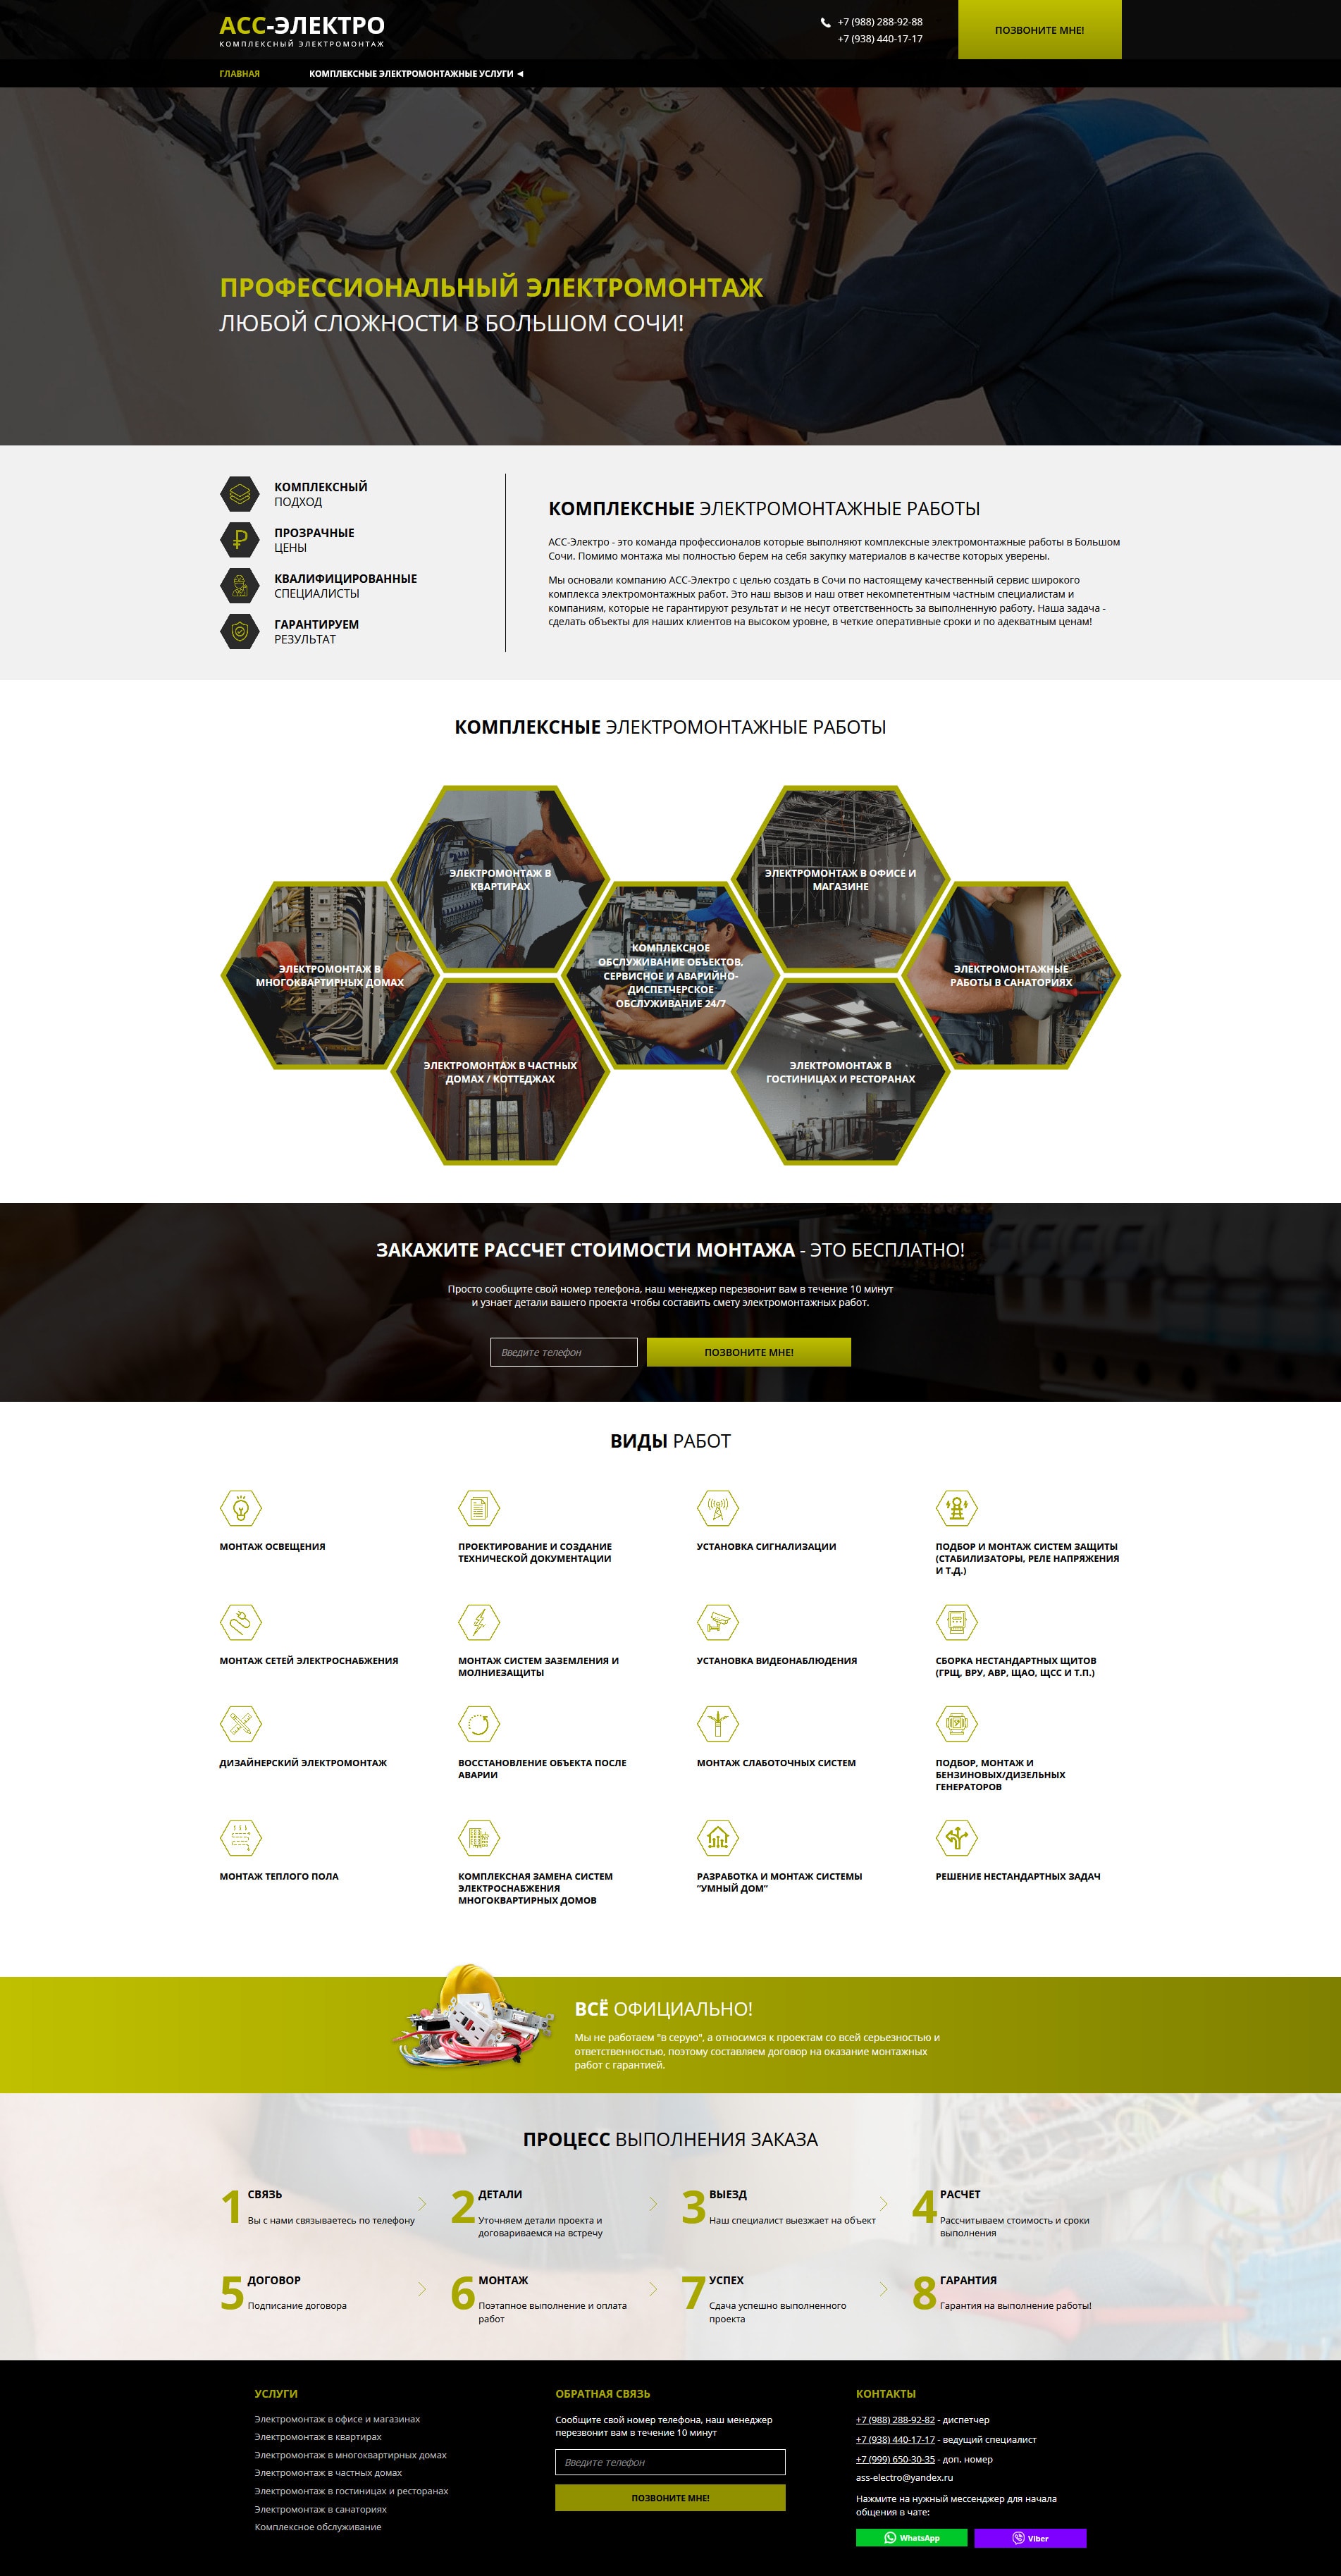 АСС-ЭЛЕКТРО
КОМПЛЕКСНЫЙ ЭЛЕКТРОМОНТАЖ
+7 (988) 288-92-88
+7 (938) 440-17-17
ПОЗВОНИТЕ МНЕ!
ГЛАВНАЯ
КОМПЛЕКСНЫЕ ЭЛЕКТРОМОНТАЖНЫЕ УСЛУГИ ◄
ПРОФЕССИОНАЛЬНЫЙ ЭЛЕКТРОМОНТАЖ
ЛЮБОЙ СЛОЖНОСТИ В БОЛЬШОМ СОЧИ!
КОМПЛЕКСНЫЙ
ПОДХОД
ПРОЗРАЧНЫЕ
ЦЕНЫ
КВАЛИФИЦИРОВАННЫЕ
СПЕЦИАЛИСТЫ
ГАРАНТИРУЕМ
РЕЗУЛЬТАТ
КОМПЛЕКСНЫЕ ЭЛЕКТРОМОНТАЖНЫЕ РАБОТЫ
АСС-Электро - это команда профессионалов которые выполняют комплексные электромонтажные работы в Большом
Сочи. Помимо монтажа мы полностью берем на себя закупку материалов в качестве которых уверены.
Мы основали компанию АСС-Электро с целью создать в Сочи по настоящему качественный сервис широкого
комплекса электромонтажных работ. Это наш вызов и наш ответ некомпетентным частным специалистам и
компаниям, которые не гарантируют результат и не несут ответственность за выполненную работу. Наша задача -
сделать объекты для наших клиентов на высоком уровне, в четкие оперативные сроки и по адекватным ценам!
КОМПЛЕКСНЫЕ ЭЛЕКТРОМОНТАЖНЫЕ РАБОТЫ
ЭЛЕКТРОМОНТАЖ В
МНОГОКВАРТИРНЫХ ДОМАХ
ЭЛЕКТРОМОНТАЖ В
КВАРТИРАХ
ЭЛЕКТРОМОНТАЖ В ЧАСТНЫХ
ДОМАХ / КОТТЕДЖАХ
КОМПЛЕКСНОЕ
ОБСЛУЖИВАНИЕ ОБЪЕКТОВ,
СЕРВИСНОЕ И АВАРИЙНО-
ДИСПЕТЧЕРСКОЕ
ОБСЛУЖИВАНИЕ 24/7
ЭЛЕКТРОМОНТАЖ В ОФИСЕ И
МАГАЗИНЕ
ЭЛЕКТРОМОНТАЖ В
ГОСТИНИЦАХ И РЕСТОРАНАХ
ЭЛЕКТРОМОНТАЖНЫЕ
РАБОТЫ В САНАТОРИЯХ
ЗАКАЖИТЕ РАССЧЕТ СТОИМОСТИ МОНТАЖА - ЭТО БЕСПЛАТНО!
Просто сообщите свой номер телефона, наш менеджер перезвонит вам в течение 10 минут
и узнает детали вашего проекта чтобы составить смету электромонтажных работ.
Введите телефон
ПОЗВОНИТЕ МНЕ!
ВИДЫ РАБОТ
МОНТАЖ ОСВЕЩЕНИЯ
ПРОЕКТИРОВАНИЕ И СОЗДАНИЕ
ТЕХНИЧЕСКОЙ ДОКУМЕНТАЦИИ
УСТАНОВКА СИГНАЛИЗАЦИИ
ПОДБОР И МОНТАЖ СИСТЕМ ЗАЩИТЫ
(СТАБИЛИЗАТОРЫ, РЕЛЕ НАПРЯЖЕНИЯ
И Т.Д.)
МОНТАЖ СЕТЕЙ ЭЛЕКТРОСНАБЖЕНИЯ
МОНТАЖ СИСТЕМ ЗАЗЕМЛЕНИЯ И
МОЛНИЕЗАЩИТЫ
УСТАНОВКА ВИДЕОНАБЛЮДЕНИЯ
СБОРКА НЕСТАНДАРТНЫХ ЩИТОВ
(ГРЩ, ВРУ, АВР, ЩАО, ЩСС И Т.П.)
ДИЗАЙНЕРСКИЙ ЭЛЕКТРОМОНТАЖ
ВОССТАНОВЛЕНИЕ ОБЪЕКТА ПОСЛЕ
АВАРИИ
МОНТАЖ СЛАБОТОЧНЫХ СИСТЕМ
ПОДБОР, МОНТАЖ И
БЕНЗИНОВЫХ/ДИЗЕЛЬНЫХ
ГЕНЕРАТОРОВ
МОНТАЖ ТЕПЛОГО ПОЛА
КОМПЛЕКСНАЯ ЗАМЕНА СИСТЕМ
ЭЛЕКТРОСНАБЖЕНИЯ
МНОГОКВАРТИРНЫХ ДОМОВ
РАЗРАБОТКА И МОНТАЖ СИСТЕМЫ
"УМНЫЙ ДОМ"
РЕШЕНИЕ НЕСТАНДАРТНЫХ ЗАДАЧ
ВСЁ ОФИЦИАЛЬНО!
Мы не работаем "в серую", а относимся к проектам со всей серьезностью и
ответственностью, поэтому составляем договор на оказание монтажных
работ с гарантией.
ПРОЦЕСС ВЫПОЛНЕНИЯ ЗАКАЗА
1 СВЯЗЬ
Вы с нами связываетесь по телефону
2 ДЕТАЛИ
Уточняем детали проекта и
договариваемся на встречу
3 ВЫЕЗД
Наш специалист выезжает на объект
4 РАСЧЕТ
Рассчитываем стоимость и сроки
выполнения
5 ДОГОВОР
Подписание договора
6 МОНТАЖ
Поэтапное выполнение и оплата
работ
7 УСПЕХ
Сдача успешно выполненного
проекта
8 ГАРАНТИЯ
Гарантия на выполнение работы!
УСЛУГИ
Электромонтаж в офисе и магазинах
Электромонтаж в квартирах
Электромонтаж в многоквартирных домах
Электромонтаж в частных домах
Электромонтаж в гостиницах и ресторанах
Электромонтаж в санаториях
Комплексное обслуживание
ОБРАТНАЯ СВЯЗЬ
Сообщите свой номер телефона, наш менеджер
перезвонит вам в течение 10 минут
Введите телефон
ПОЗВОНИТЕ МНЕ!
КОНТАКТЫ
+7 (988) 288-92-82 - диспетчер
+7 (938) 440-17-17 - ведущий специалист
+7 (999) 650-30-35 - доп. номер
ass-electro@yandex.ru
Нажмите на нужный мессенджер для начала
общения в чате:
WhatsApp
Viber